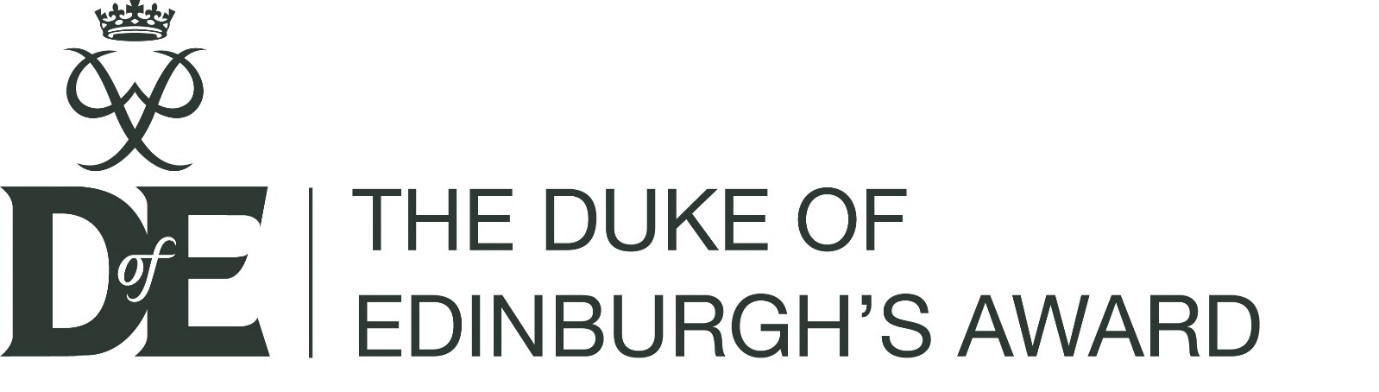 DofE
THE DUKE OF
EDINBURGH’S AWARD